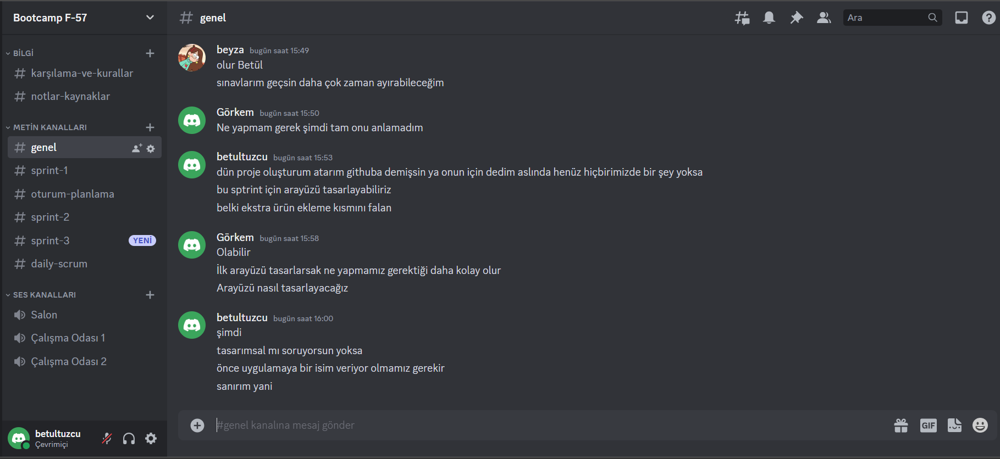 Bootcamp F-57
BİLGİ
karşılama-ve-kurallar
notlar-kaynaklar
METİN KANALLARI
genel
sprint-1
oturum-planlama
sprint-2
sprint-3 YENİ
daily-scrum
SES KANALLARI
Salon
Çalışma Odası 1
Çalışma Odası 2
betultuzcu
Çevrimiçi
genel
Ara
beyza bugün saat 15:49
olur Betül
sınavlarım geçsin daha çok zaman ayırabileceğim
Görkem bugün saat 15:50
Ne yapmam gerek şimdi tam onu anlamadım
betultuzcu bugün saat 15:53
dün proje oluşturum atarım githuba demişsin ya onun için dedim aslında henüz hiçbirimizde bir şey yoksa
bu sptrint için arayüzü tasarlayabiliriz
belki ekstra ürün ekleme kısmını falan
Görkem bugün saat 15:58
Olabilir
İlk arayüzü tasarlarsak ne yapmamız gerektiği daha kolay olur
Arayüzü nasıl tasarlayacağız
betultuzcu bugün saat 16:00
şimdi
tasarımsal mı soruyorsun yoksa
önce uygulamaya bir isim veriyor olmamız gerekir
sanırım yani
#genel kanalına mesaj gönder
GIF